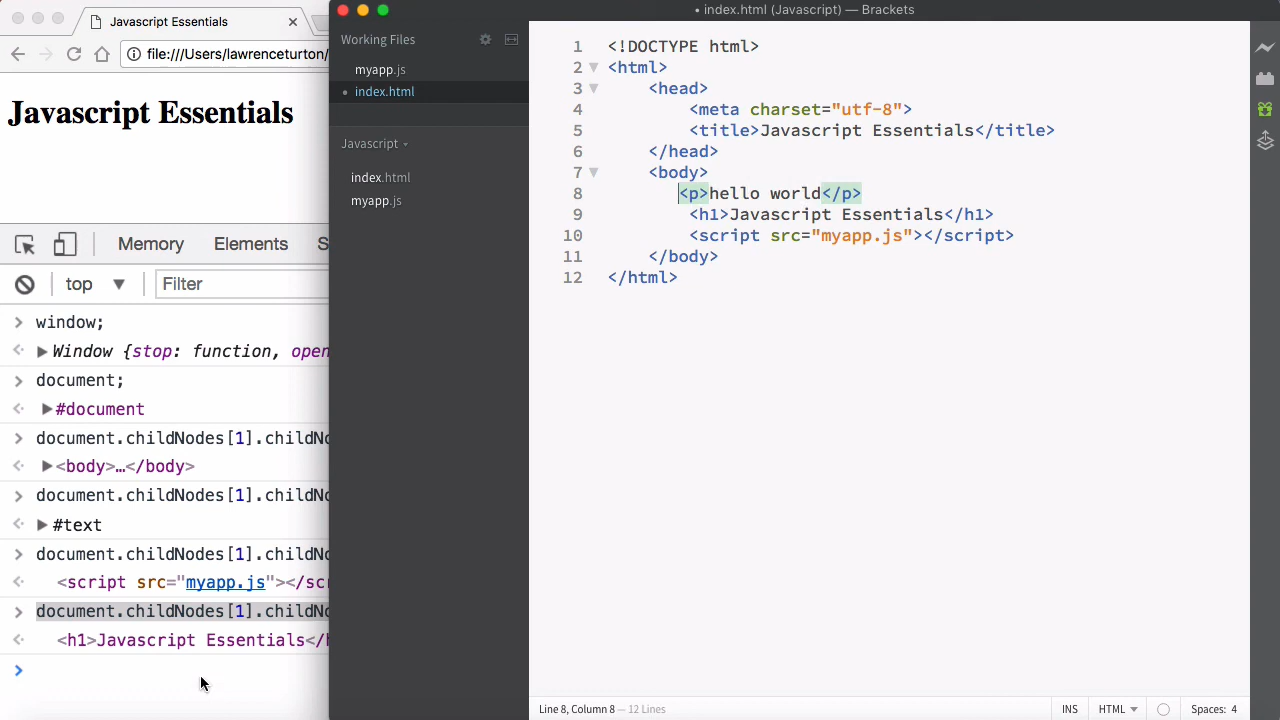 Javascript Essentials
file:///Users/lawrenceturton/
Javascript Essentials
Memory Elements S
top Filter
window;
Window {stop: function, open
document;
#document
document.childNodes[1].childNo
<body>…</body>
document.childNodes[1].childNo
#text
document.childNodes[1].childNo
<script src="myapp.js"></scr
document.childNodes[1].childNo
<h1>Javascript Essentials</h
• index.html (Javascript) — Brackets
Working Files
myapp.js
• index.html
Javascript
index.html
myapp.js
1 <!DOCTYPE html>
2 <html>
3 <head>
4 <meta charset="utf-8">
5 <title>Javascript Essentials</title>
6 </head>
7 <body>
8 <p>hello world</p>
9 <h1>Javascript Essentials</h1>
10 <script src="myapp.js"></script>
11 </body>
12 </html>
Line 8, Column 8 — 12 Lines
INS HTML Spaces: 4